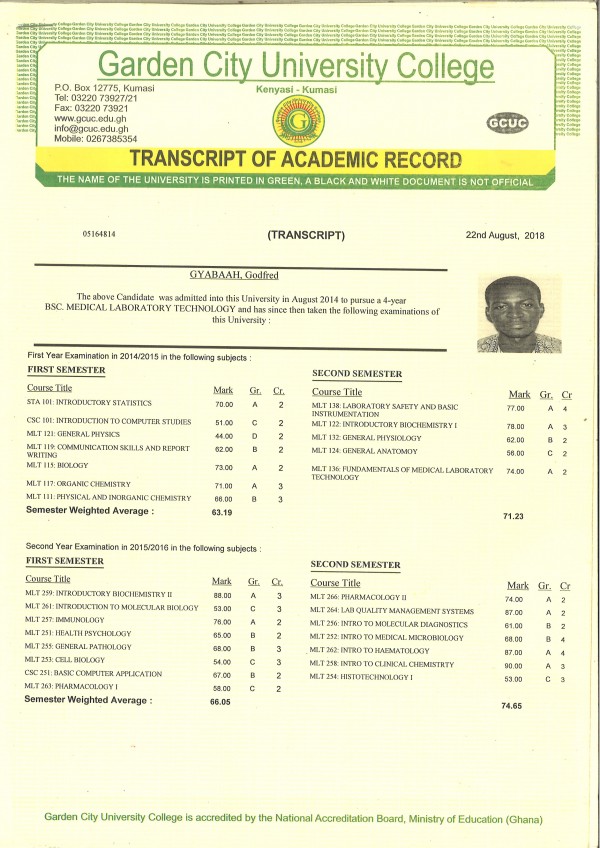 Garden City University College
Kenyasi - Kumasi
P.O. Box 12775, Kumasi
Tel: 03220 73927/21
Fax: 03220 73921
www.gcuc.edu.gh
info@gcuc.edu.gh
Mobile: 0267385354
G
GCUC
TRANSCRIPT OF ACADEMIC RECORD
THE NAME OF THE UNIVERSITY IS PRINTED IN GREEN, A BLACK AND WHITE DOCUMENT IS NOT OFFICIAL
05164814 (TRANSCRIPT) 22nd August, 2018
GYABAAH, Godfred
The above Candidate was admitted into this University in August 2014 to pursue a 4-year
BSC. MEDICAL LABORATORY TECHNOLOGY and has since then taken the following examinations of
this University :
First Year Examination in 2014/2015 in the following subjects :
FIRST SEMESTER
Course Title Mark Gr. Cr.
STA 101: INTRODUCTORY STATISTICS 70.00 A 2
CSC 101: INTRODUCTION TO COMPUTER STUDIES 51.00 C 2
MLT 121: GENERAL PHYSICS 44.00 D 2
MLT 119: COMMUNICATION SKILLS AND REPORT 62.00 B 2
WRITING
MLT 115: BIOLOGY 73.00 A 2
MLT 117: ORGANIC CHEMISTRY 71.00 A 3
MLT 111: PHYSICAL AND INORGANIC CHEMISTRY 66.00 B 3
Semester Weighted Average : 63.19
SECOND SEMESTER
Course Title Mark Gr. Cr
MLT 138: LABORATORY SAFETY AND BASIC 77.00 A 4
INSTRUMENTATION
MLT 122: INTRODUCTORY BIOCHEMISTRY I 78.00 A 3
MLT 132: GENERAL PHYSIOLOGY 62.00 B 2
MLT 124: GENERAL ANATOMOY 56.00 C 2
MLT 136: FUNDAMENTALS OF MEDICAL LABORATORY 74.00 A 2
TECHNOLOGY
71.23
Second Year Examination in 2015/2016 in the following subjects :
FIRST SEMESTER
Course Title Mark Gr. Cr.
MLT 259: INTRODUCTORY BIOCHEMISTRY II 88.00 A 3
MLT 261: INTRODUCTION TO MOLECULAR BIOLOGY 53.00 C 3
MLT 257: IMMUNOLOGY 76.00 A 2
MLT 251: HEALTH PSYCHOLOGY 65.00 B 2
MLT 255: GENERAL PATHOLOGY 68.00 B 3
MLT 253: CELL BIOLOGY 54.00 C 3
CSC 251: BASIC COMPUTER APPLICATION 67.00 B 2
MLT 263: PHARMACOLOGY I 58.00 C 2
Semester Weighted Average : 66.05
SECOND SEMESTER
Course Title Mark Gr. Cr
MLT 266: PHARMACOLOGY II 74.00 A 2
MLT 264: LAB QUALITY MANAGEMENT SYSTEMS 87.00 A 2
MLT 256: INTRO TO MOLECULAR DIAGNOSTICS 61.00 B 2
MLT 252: INTRO TO MEDICAL MICROBIOLOGY 68.00 B 4
MLT 262: INTRO TO HAEMATOLOGY 87.00 A 4
MLT 258: INTRO TO CLINICAL CHEMISTRTY 90.00 A 3
MLT 254: HISTOTECHNOLOGY I 53.00 C 3
74.65
Garden City University College is accredited by the National Accreditation Board, Ministry of Education (Ghana)